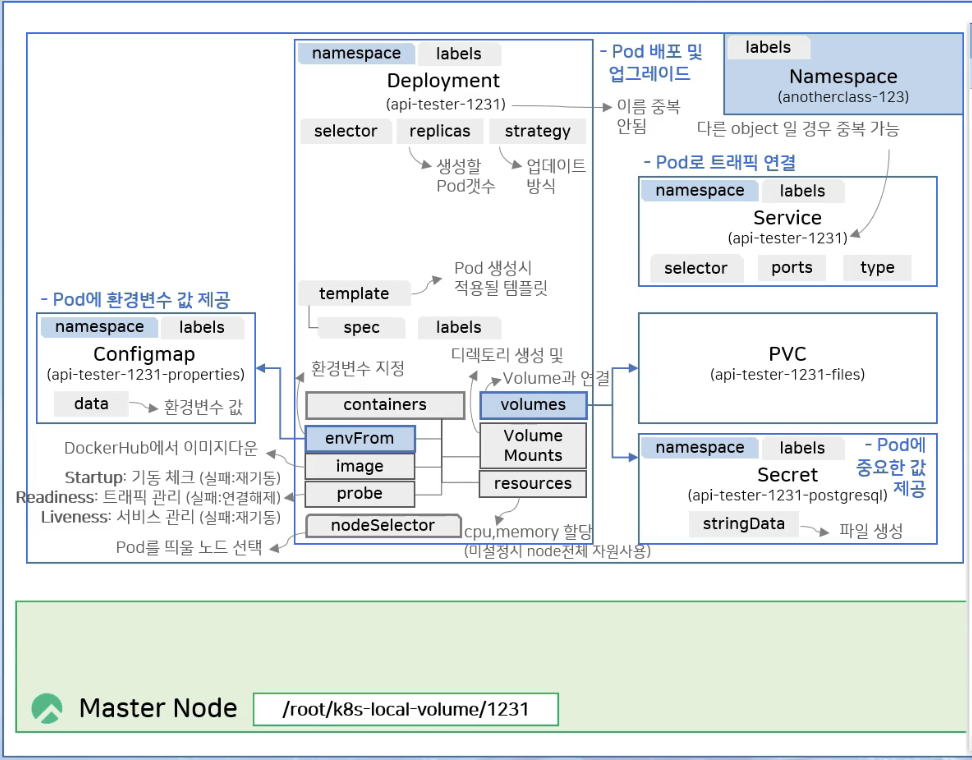 namespace
labels
Deployment
(api-tester-1231)
selector
replicas
strategy
생성할
Pod갯수
업데이트
방식
- Pod 배포 및
업그레이드
이름 중복
안됨
labels
Namespace
(anotherclass-123)
다른 object 일 경우 중복 가능
- Pod로 트래픽 연결
namespace
labels
Service
(api-tester-1231)
selector
ports
type
template
Pod 생성시
적용될 템플릿
spec
labels
- Pod에 환경변수 값 제공
namespace
labels
Configmap
(api-tester-1231-properties)
data
환경변수 값
환경변수 지정
디렉토리 생성 및
Volume과 연결
containers
volumes
envFrom
Volume
Mounts
image
resources
probe
nodeSelector
DockerHub에서 이미지다운
Startup: 기동 체크 (실패:재기동)
Readiness: 트래픽 관리 (실패:연결해제)
Liveness: 서비스 관리 (실패:재기동)
Pod를 띄울 노드 선택
cpu,memory 할당
(미설정시 node전체 자원사용)
PVC
(api-tester-1231-files)
namespace
labels
- Pod에
중요한 값
제공
Secret
(api-tester-1231-postgresql)
stringData
파일 생성
Master Node
/root/k8s-local-volume/1231